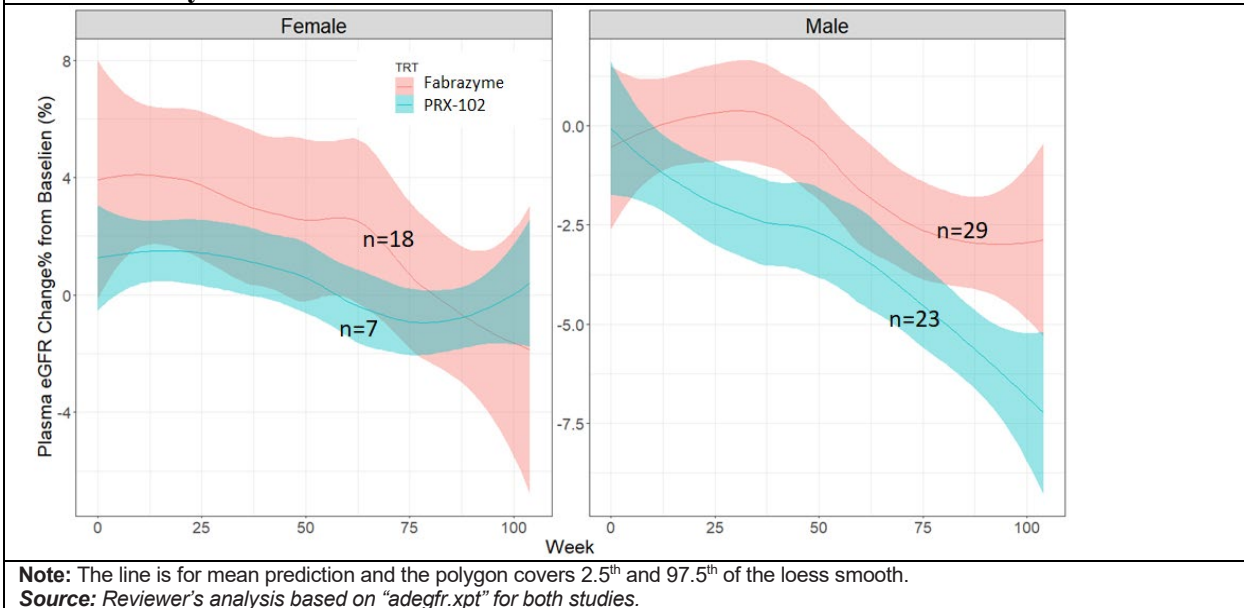 Female
Male
TRT
Fabrazyme
PRX-102
Plasma eGFR Change% from Baselien (%)
8
4
0
-4
n=18
n=7
0
25
50
75
100
0.0
-2.5
-5.0
-7.5
n=29
n=23
0
25
50
75
100
Week
Note: The line is for mean prediction and the polygon covers 2.5th and 97.5th of the loess smooth.
Source: Reviewer’s analysis based on “adegfr.xpt” for both studies.